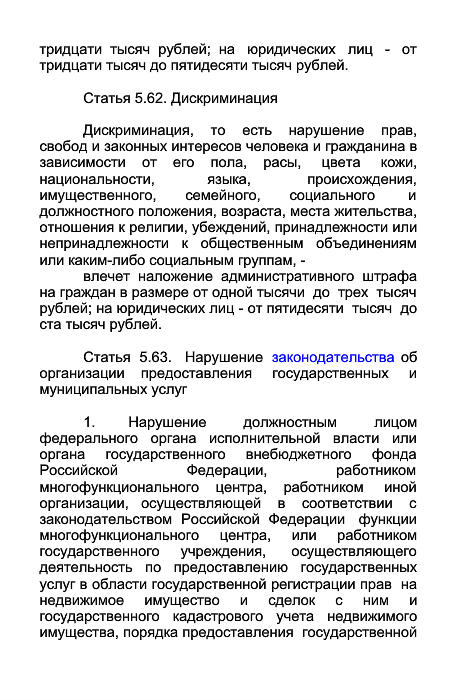 тридцати тысяч рублей; на юридических лиц - от
тридцати тысяч до пятидесяти тысяч рублей.
Статья 5.62. Дискриминация
Дискриминация, то есть нарушение прав,
свобод и законных интересов человека и гражданина в
зависимости от его пола, расы, цвета кожи,
национальности, языка, происхождения,
имущественного, семейного, социального и
должностного положения, возраста, места жительства,
отношения к религии, убеждений, принадлежности или
непринадлежности к общественным объединениям
или каким-либо социальным группам, -
влечет наложение административного штрафа
на граждан в размере от одной тысячи до трех тысяч
рублей; на юридических лиц - от пятидесяти тысяч до
ста тысяч рублей.
Статья 5.63. Нарушение законодательства об
организации предоставления государственных и
муниципальных услуг
1. Нарушение должностным лицом
федерального органа исполнительной власти или
органа государственного внебюджетного фонда
Российской Федерации, работником
многофункционального центра, работником иной
организации, осуществляющей в соответствии с
законодательством Российской Федерации функции
многофункционального центра, или работником
государственного учреждения, осуществляющего
деятельность по предоставлению государственных
услуг в области государственной регистрации прав на
недвижимое имущество и сделок с ним и
государственного кадастрового учета недвижимого
имущества, порядка предоставления государственной